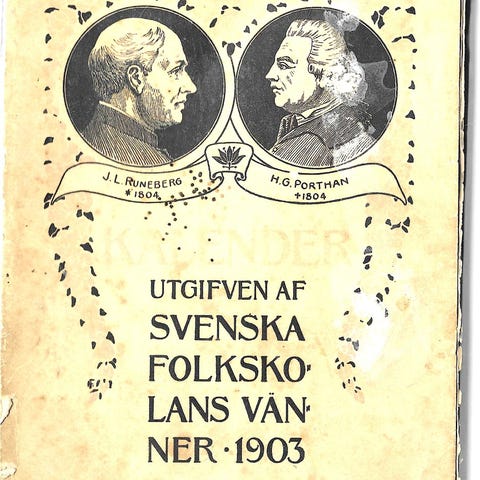 J.L.RUNEBERG
*1804
H.G.PORTHAN
†1804
KALENDER
UTGIFVEN AF
SVENSKA
FOLKSKO-
LANS VÄN-
NER · 1903